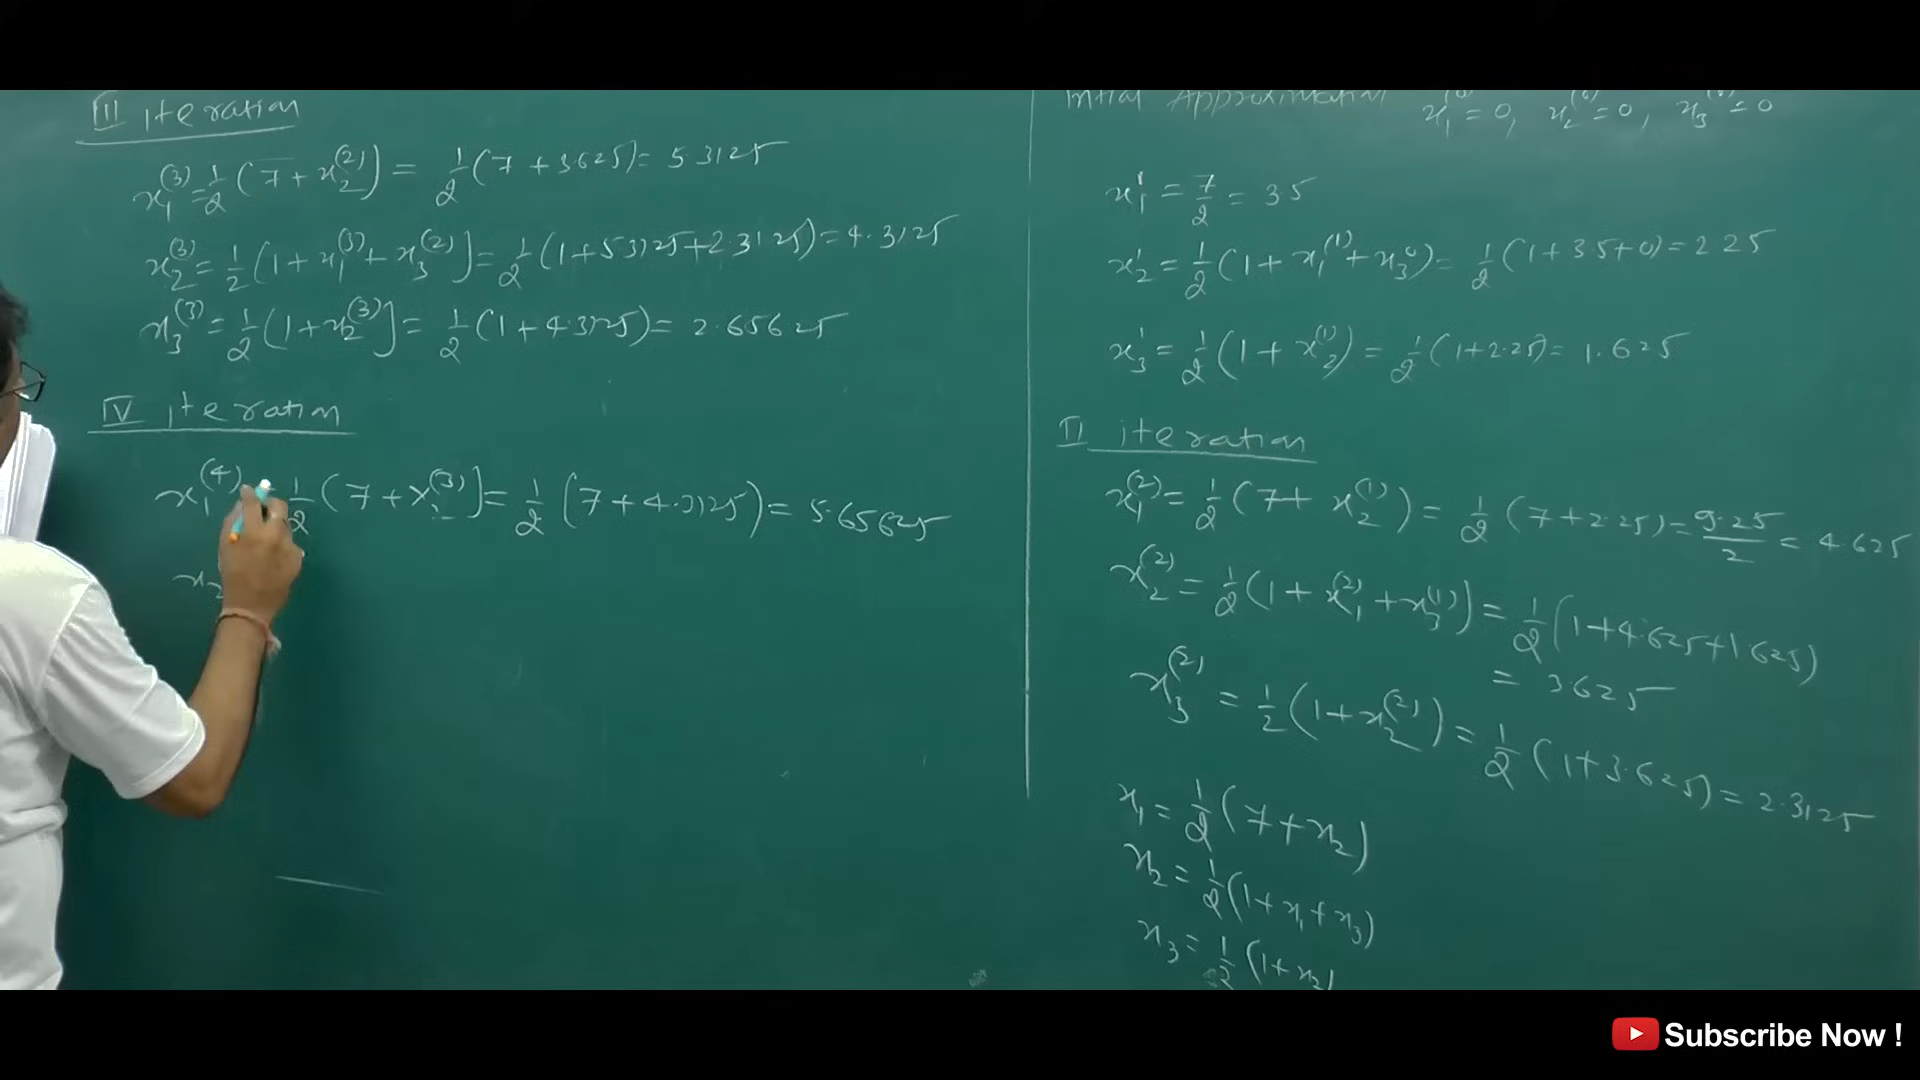 III iteration
x₁⁽³⁾ = 1/2 (7 + x₂⁽²⁾) = 1/2 (7 + 3.625) = 5.3125
x₂⁽³⁾ = 1/2 (1 + x₁⁽³⁾ + x₃⁽²⁾] = 1/2 (1 + 5.3125 + 2.3125) = 4.3125
x₃⁽³⁾ = 1/2 (1 + x₂⁽³⁾] = 1/2 (1 + 4.3125) = 2.65625
IV iteration
x₁⁽⁴⁾ = 1/2 (7 + x₂⁽³⁾] = 1/2 (7 + 4.3125) = 5.65625
x₂
Initial Approximation x₁⁽⁰⁾ = 0, x₂⁽⁰⁾ = 0, x₃⁽⁰⁾ = 0
x₁¹ = 7/2 = 3.5
x₂¹ = 1/2 (1 + x₁⁽¹⁾ + x₃⁰) = 1/2 (1 + 3.5 + 0) = 2.25
x₃¹ = 1/2 (1 + x₂⁽¹⁾) = 1/2 (1 + 2.25) = 1.625
II iteration
x₁⁽²⁾ = 1/2 (7 + x₂⁽¹⁾) = 1/2 (7 + 2.25) = 9.25/2 = 4.625
x₂⁽²⁾ = 1/2 (1 + x₁⁽²⁾ + x₃⁽¹⁾) = 1/2 (1 + 4.625 + 1.625)
= 3.625
x₃⁽²⁾ = 1/2 (1 + x₂⁽²⁾) = 1/2 (1 + 3.625) = 2.3125
x₁ = 1/2 (7 + x₂)
x₂ = 1/2 (1 + x₁ + x₃)
x₃ = 1/2 (1 + x₂)
Subscribe Now !